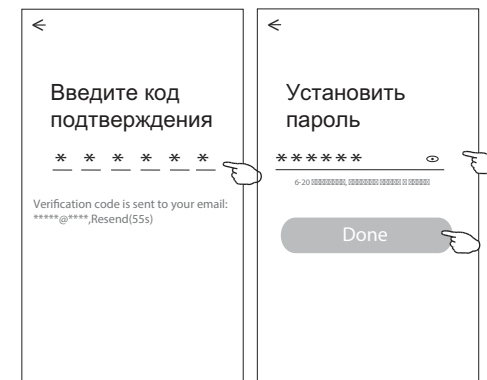 Введите код
подтверждения
* * * * * *
Verification code is sent to your email:
*****@****,Resend(55s)
Установить
пароль
******
6-20
Done